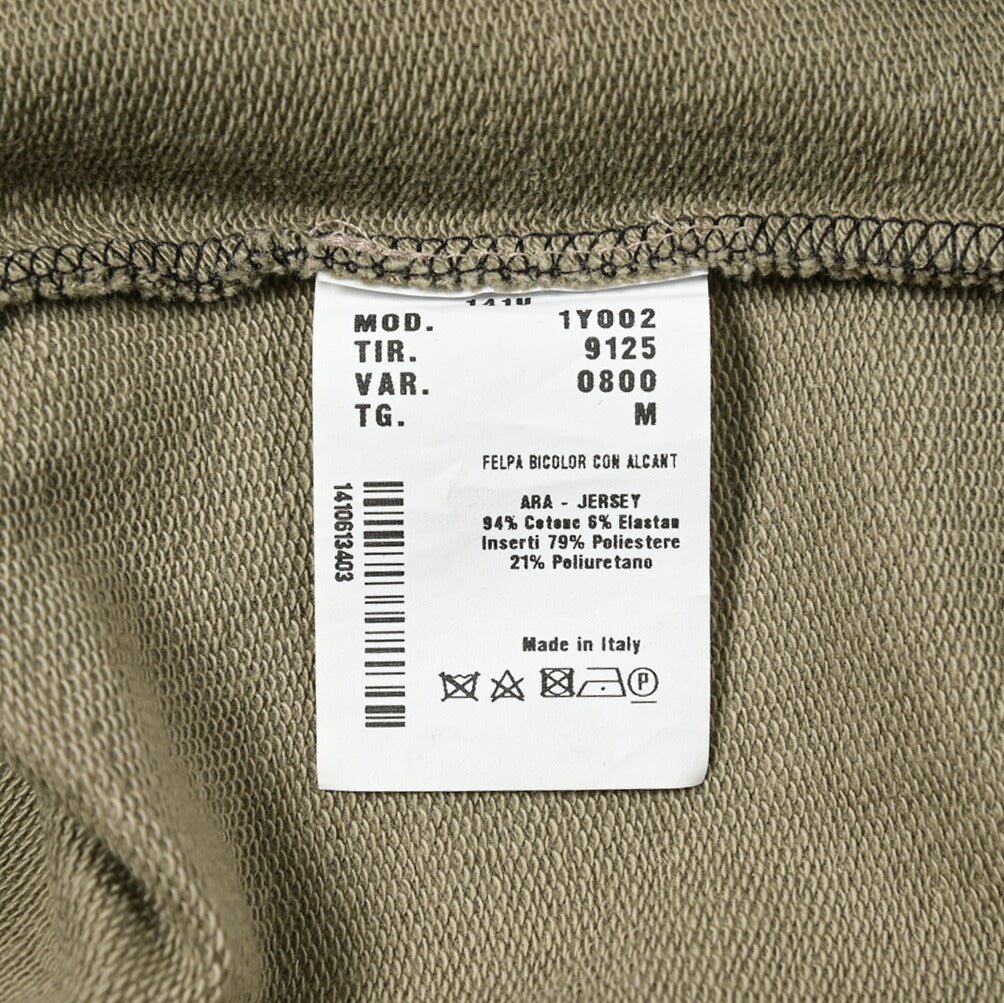 MOD. 1Y002
TIR. 9125
VAR. 0800
TG. M
FELPA BICOLOR CON ALCANT
ARA - JERSEY
94% Cotone 6% Elastan
Inserti 79% Poliestere
21% Poliuretano
1410613403
Made in Italy
P